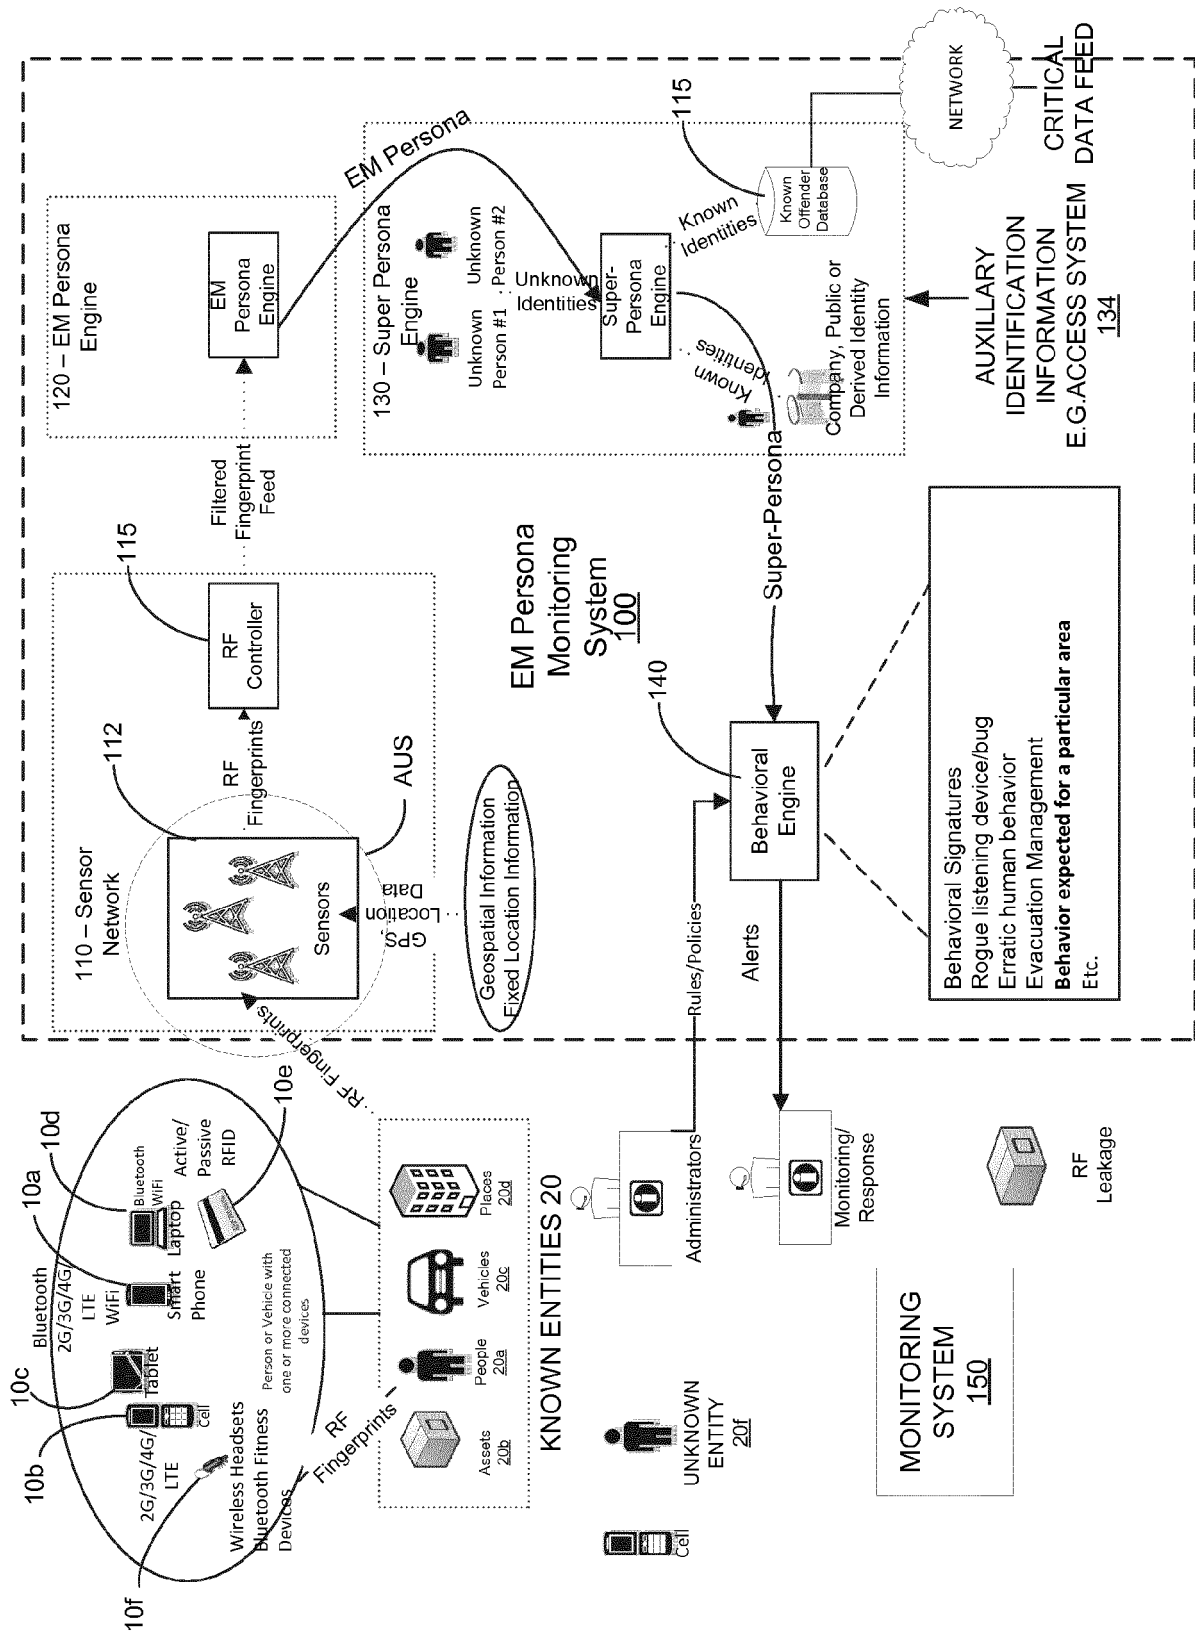 10f
10b
10c
10a
10d
10e
2G/3G/4G/
LTE
Cell
Tablet
Bluetooth
2G/3G/4G/
LTE
WiFi
Smart
Phone
Bluetooth
WiFi
Laptop
Active/
Passive
RFID
Wireless Headsets
Bluetooth Fitness
Devices
Person or Vehicle with
one or more connected
devices
RF
Fingerprints
RF Fingerprints
Assets
20b
People
20a
Vehicles
20c
Places
20d
KNOWN ENTITIES 20
Cell
UNKNOWN
ENTITY
20f
Administrators
Monitoring/
Response
MONITORING
SYSTEM
150
RF
Leakage
110 – Sensor
Network
112
Sensors
AUS
GPS,
Location
Data
Geospatial Information
Fixed Location Information
RF
Fingerprints
RF
Controller
115
Filtered
Fingerprint
Feed
120 – EM Persona
Engine
EM
Persona
Engine
EM Persona
130 – Super Persona
Engine
Unknown
Person #1
Unknown
Person #2
Unknown
Identities
Super-
Persona
Engine
Known
Identities
Known
Identities
115
Known
Offender
Database
Company, Public or
Derived Identity
Information
NETWORK
CRITICAL
DATA FEED
AUXILLARY
IDENTIFICATION
INFORMATION
E.G.ACCESS SYSTEM
134
EM Persona
Monitoring
System
100
Super-Persona
140
Behavioral
Engine
Rules/Policies
Alerts
Behavioral Signatures
Rogue listening device/bug
Erratic human behavior
Evacuation Management
Behavior expected for a particular area
Etc.